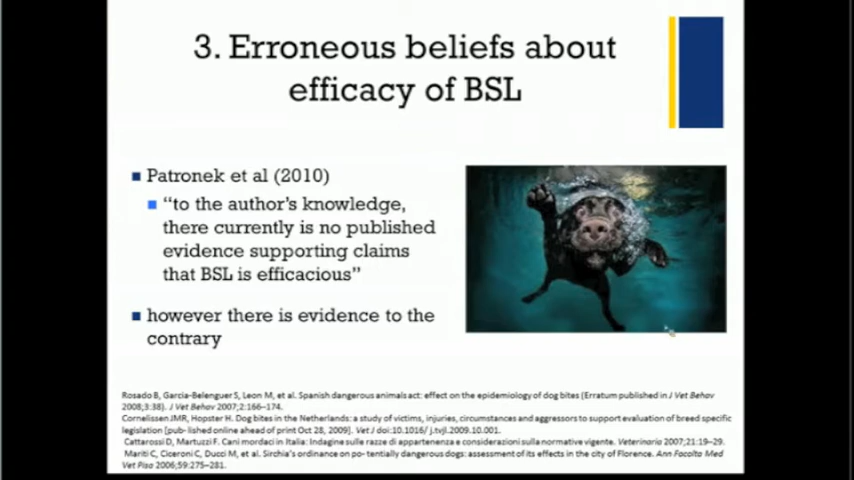 3. Erroneous beliefs about
efficacy of BSL
Patronek et al (2010)
“to the author’s knowledge,
there currently is no published
evidence supporting claims
that BSL is efficacious”
however there is evidence to the
contrary
Rosado B, Garcia-Belenguer S, Leon M, et al. Spanish dangerous animals act: effect on the epidemiology of dog bites (Erratum published in J Vet Behav
2008;3:38). J Vet Behav 2007;2:166–174.
Cornelissen JMR, Hopster H. Dog bites in the Netherlands: a study of victims, injuries, circumstances and aggressors to support evaluation of breed specific
legislation [pub- lished online ahead of print Oct 28, 2009]. Vet J doi:10.1016/ j.tvjl.2009.10.001.
Cattarossi D, Martuzzi F. Cani mordaci in Italia: Indagine sulle razze di appartenenza e considerazioni sulla normative vigente. Veterinaria 2007;21:19–29.
Mariti C, Ciceroni C, Ducci M, et al. Sirchia's ordinance on po- tentially dangerous dogs: assessment of its effects in the city of Florence. Ann Facolta Med
Vet Pisa 2006;59:275–281.